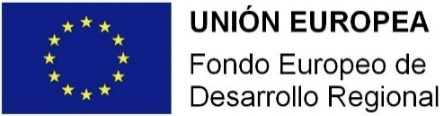 UNIÓN EUROPEA
Fondo Europeo de
Desarrollo Regional